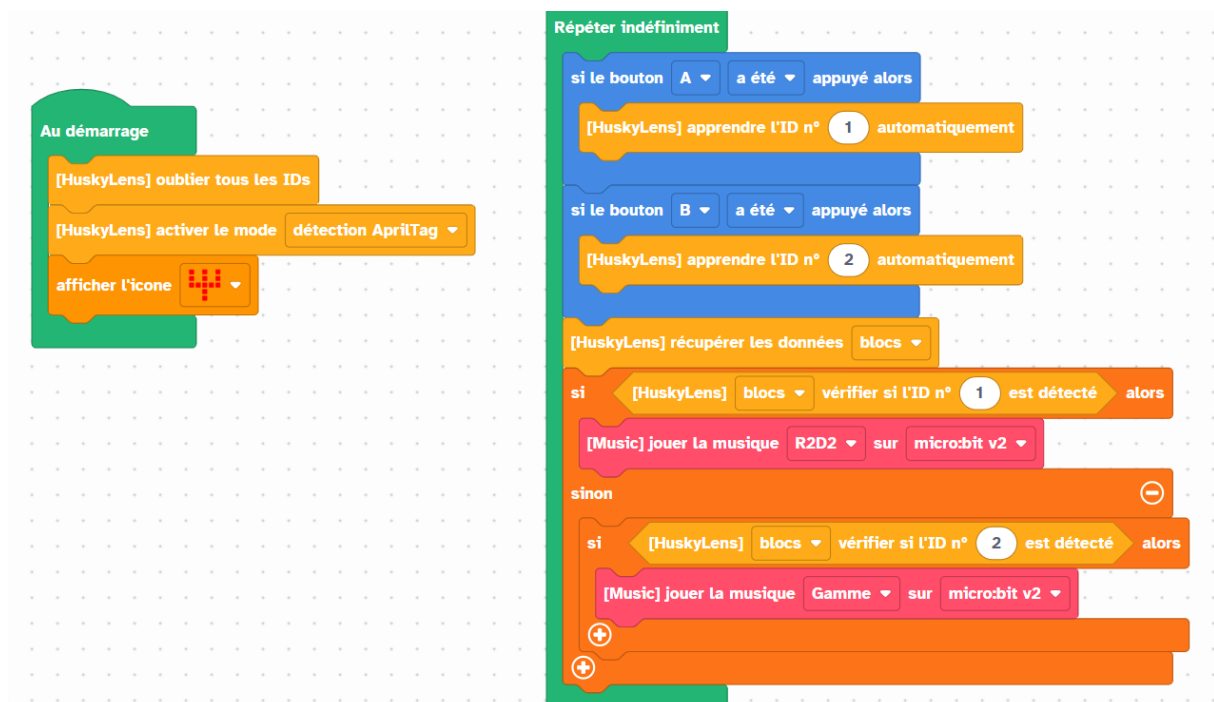 Au démarrage
[HuskyLens] oublier tous les IDs
[HuskyLens] activer le mode détection AprilTag
afficher l'icone
Répéter indéfiniment
si le bouton A a été appuyé alors
[HuskyLens] apprendre l'ID n° 1 automatiquement
si le bouton B a été appuyé alors
[HuskyLens] apprendre l'ID n° 2 automatiquement
[HuskyLens] récupérer les données blocs
si [HuskyLens] blocs vérifier si l'ID n° 1 est détecté alors
[Music] jouer la musique R2D2 sur micro:bit v2
sinon
si [HuskyLens] blocs vérifier si l'ID n° 2 est détecté alors
[Music] jouer la musique Gamme sur micro:bit v2